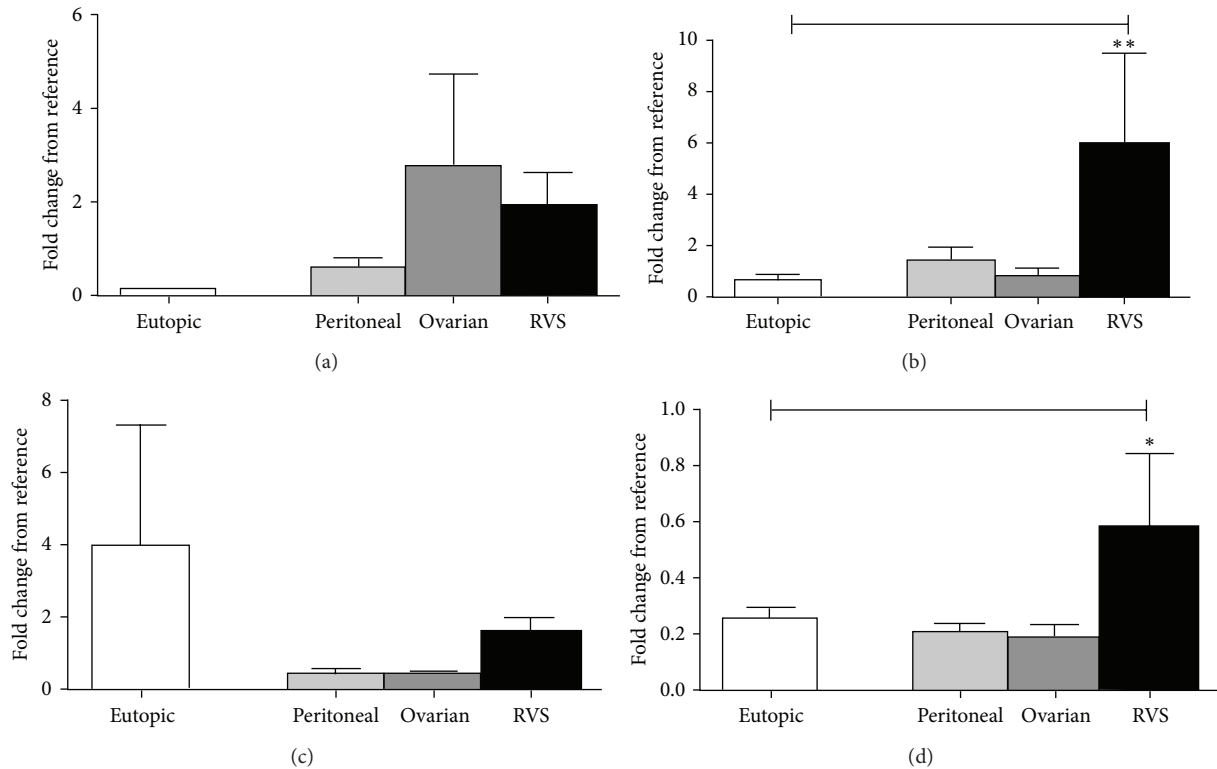 Fold change from reference
6
4
2
0
Eutopic Peritoneal Ovarian RVS
(a)
Fold change from reference
10
8
6
4
2
0
**
Eutopic Peritoneal Ovarian RVS
(b)
Fold change from reference
8
6
4
2
0
Eutopic Peritoneal Ovarian RVS
(c)
Fold change from reference
1.0
0.8
0.6
0.4
0.2
0.0
*
Eutopic Peritoneal Ovarian RVS
(d)